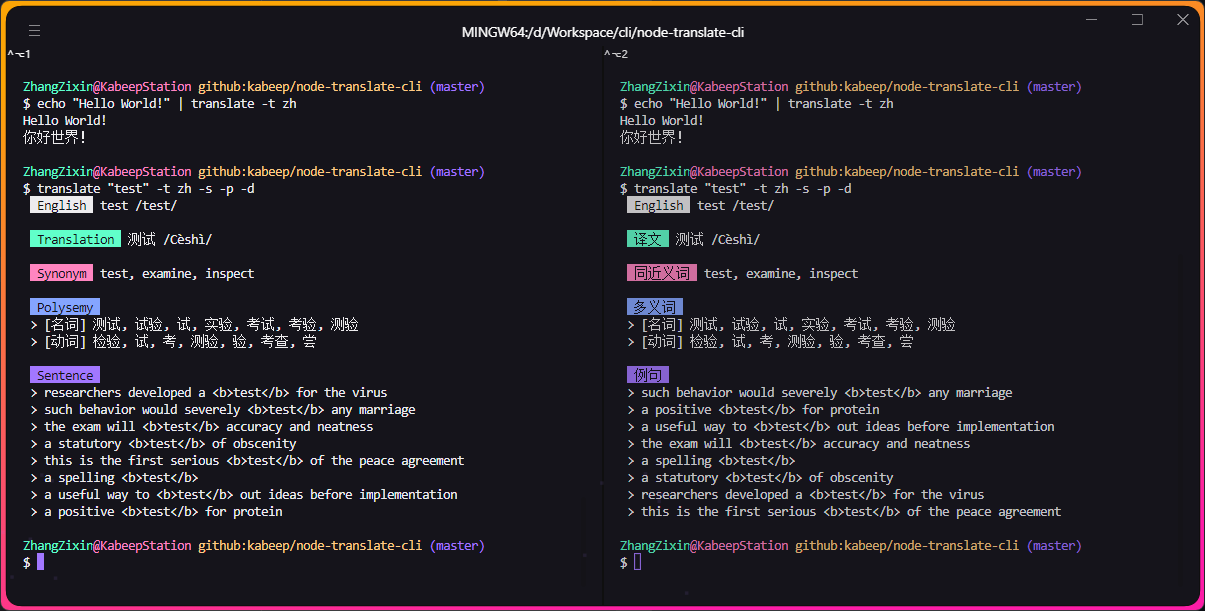 MINGW64:/d/Workspace/cli/node-translate-cli
^⌥1
ZhangZixin@KabeepStation github:kabeep/node-translate-cli (master)
$ echo "Hello World!" | translate -t zh
Hello World!
你好世界!
ZhangZixin@KabeepStation github:kabeep/node-translate-cli (master)
$ translate "test" -t zh -s -p -d
English test /test/
Translation 测试 /Cèshì/
Synonym test, examine, inspect
Polysemy
> [名词] 测试, 试验, 试, 实验, 考试, 考验, 测验
> [动词] 检验, 试, 考, 测验, 验, 考查, 尝
Sentence
> researchers developed a <b>test</b> for the virus
> such behavior would severely <b>test</b> any marriage
> the exam will <b>test</b> accuracy and neatness
> a statutory <b>test</b> of obscenity
> this is the first serious <b>test</b> of the peace agreement
> a spelling <b>test</b>
> a useful way to <b>test</b> out ideas before implementation
> a positive <b>test</b> for protein
ZhangZixin@KabeepStation github:kabeep/node-translate-cli (master)
$
^⌥2
ZhangZixin@KabeepStation github:kabeep/node-translate-cli (master)
$ echo "Hello World!" | translate -t zh
Hello World!
你好世界!
ZhangZixin@KabeepStation github:kabeep/node-translate-cli (master)
$ translate "test" -t zh -s -p -d
English test /test/
译文 测试 /Cèshì/
同近义词 test, examine, inspect
多义词
> [名词] 测试, 试验, 试, 实验, 考试, 考验, 测验
> [动词] 检验, 试, 考, 测验, 验, 考查, 尝
例句
> such behavior would severely <b>test</b> any marriage
> a positive <b>test</b> for protein
> a useful way to <b>test</b> out ideas before implementation
> the exam will <b>test</b> accuracy and neatness
> a spelling <b>test</b>
> a statutory <b>test</b> of obscenity
> researchers developed a <b>test</b> for the virus
> this is the first serious <b>test</b> of the peace agreement
ZhangZixin@KabeepStation github:kabeep/node-translate-cli (master)
$